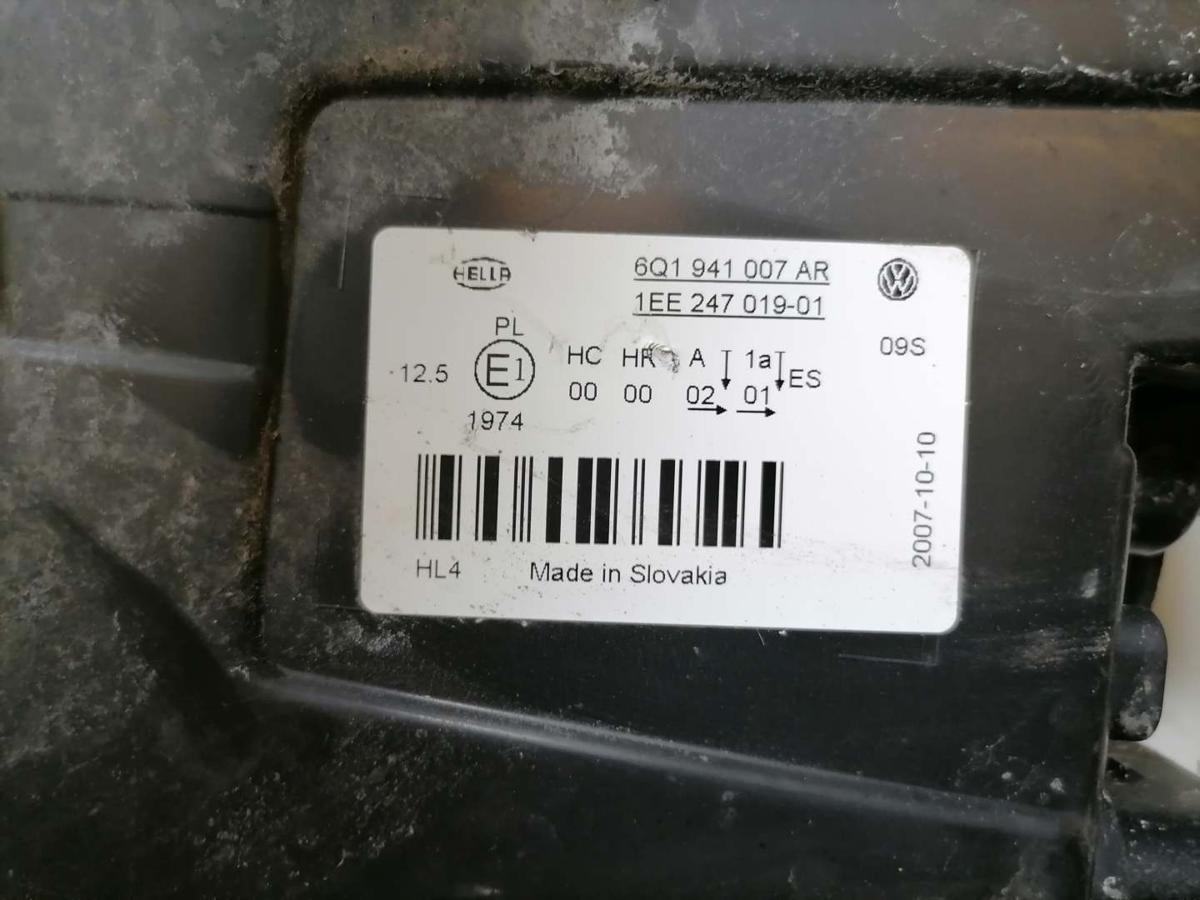 HELLA
6Q1 941 007 AR
1EE 247 019-01
VW
09S
PL
12.5 E1 HC HR A 1a ES
00 00 02 01
1974
2007-10-10
HL4 Made in Slovakia